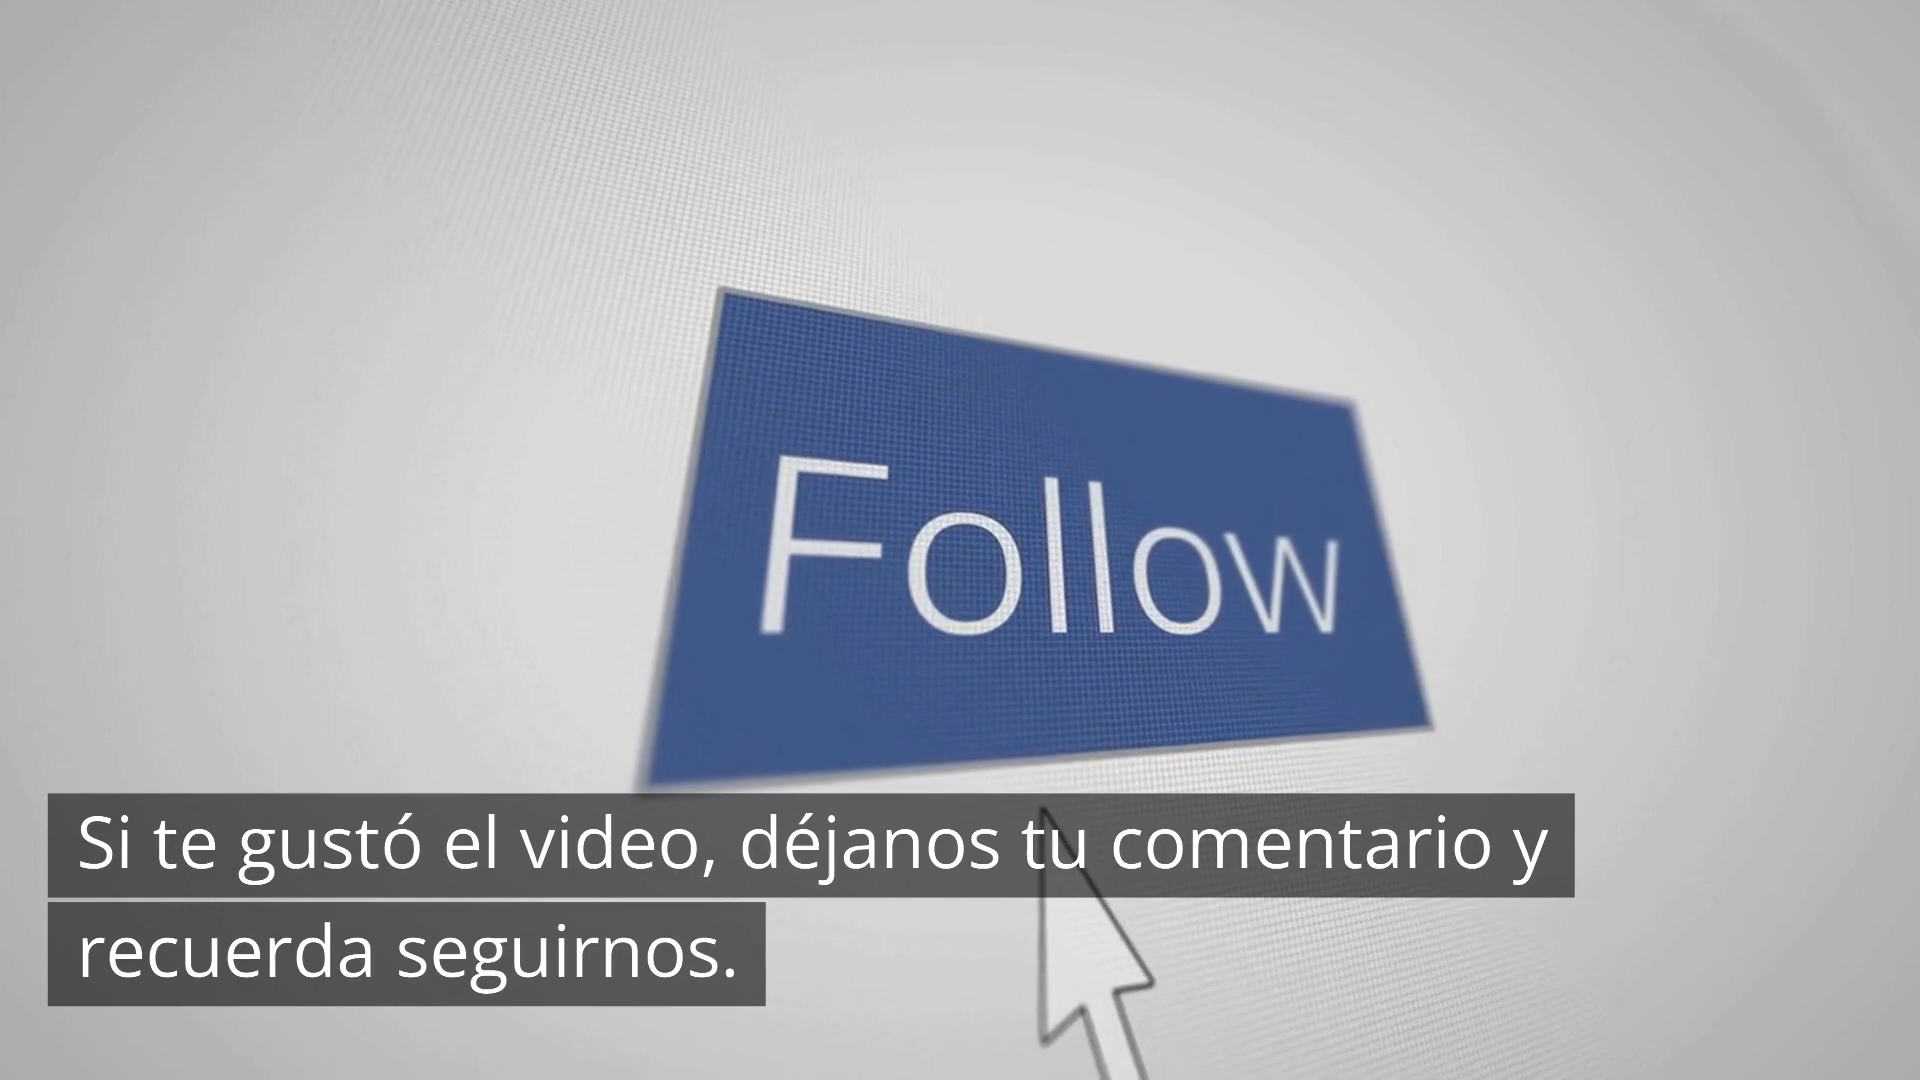 Follow
Si te gustó el video, déjanos tu comentario y
recuerda seguirnos.